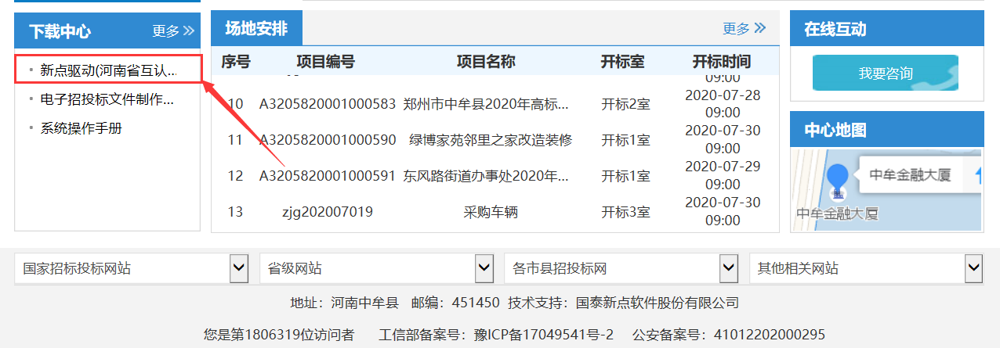 下载中心 更多
新点驱动(河南省互认...
电子招投标文件制作...
系统操作手册
场地安排 更多
序号 项目编号 项目名称 开标室 开标时间
09:00
10 A3205820001000583 郑州市中牟县2020年高标... 开标2室 2020-07-28 09:00
11 A3205820001000590 绿博家苑邻里之家改造装修 开标1室 2020-07-30 09:00
12 A3205820001000591 东风路街道办事处2020年... 开标1室 2020-07-29 09:00
13 zjg202007019 采购车辆 开标3室 2020-07-30 09:00
在线互动
我要咨询
中心地图
中牟金融大厦
中牟金融大厦
国家招标投标网站 省级网站 各市县招投标网 其他相关网站
地址：河南中牟县 邮编：451450 技术支持：国泰新点软件股份有限公司
您是第1806319位访问者 工信部备案号：豫ICP备17049541号-2 公安备案号：41012202000295